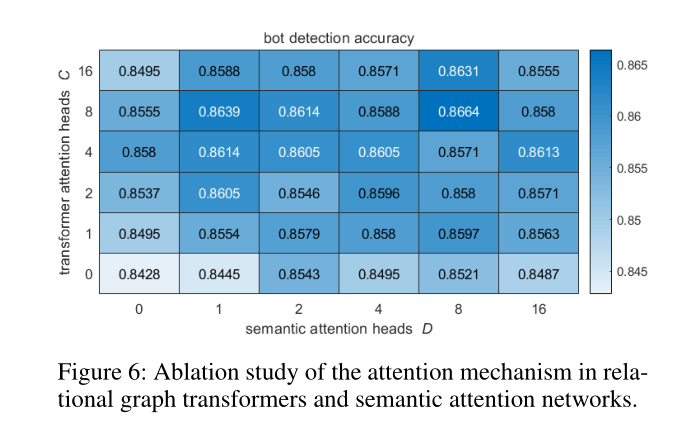 bot detection accuracy
transformer attention heads C
16 0.8495 0.8588 0.858 0.8571 0.8631 0.8555
8 0.8555 0.8639 0.8614 0.8588 0.8664 0.858
4 0.858 0.8614 0.8605 0.8605 0.8571 0.8613
2 0.8537 0.8605 0.8546 0.8596 0.858 0.8571
1 0.8495 0.8554 0.8579 0.858 0.8597 0.8563
0 0.8428 0.8445 0.8543 0.8495 0.8521 0.8487
0 1 2 4 8 16
semantic attention heads D
0.865
0.86
0.855
0.85
0.845
Figure 6: Ablation study of the attention mechanism in rela-
tional graph transformers and semantic attention networks.